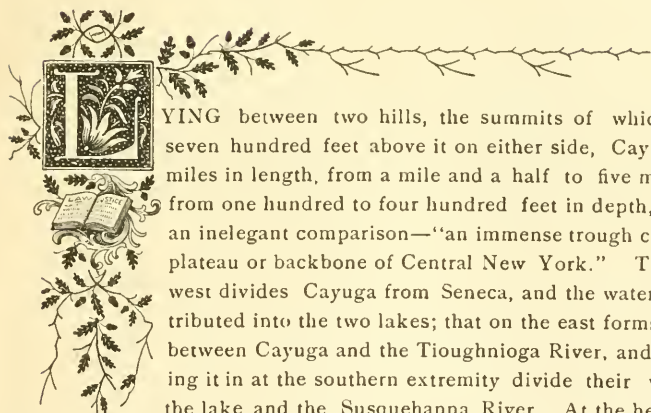 LYING between two hills, the summits of whic
seven hundred feet above it on either side, Cay
miles in length, from a mile and a half to five m
from one hundred to four hundred feet in depth,
an inelegant comparison—"an immense trough c
plateau or backbone of Central New York." T
west divides Cayuga from Seneca, and the water
tributed into the two lakes; that on the east form
between Cayuga and the Tioughnioga River, and
ing it in at the southern extremity divide their
the lake and the Susquehanna River. At the he
LAW